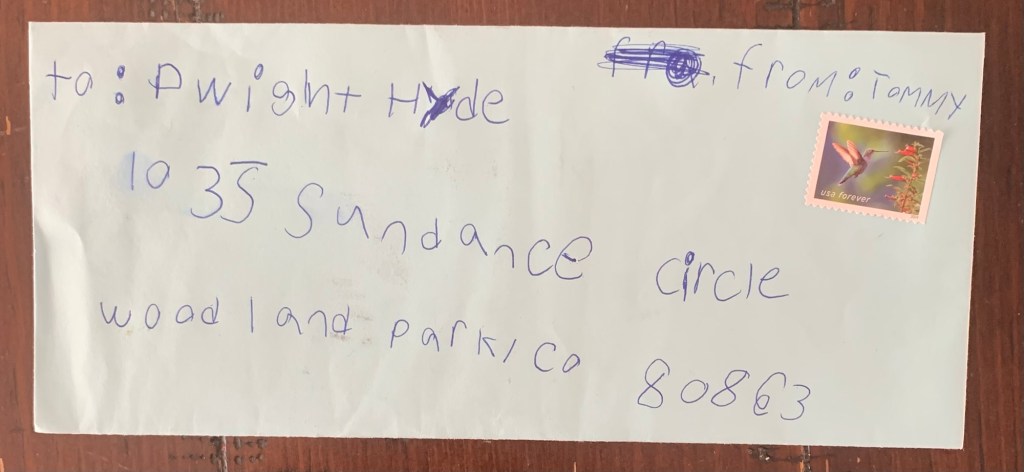 to: Dwight Hyde
from: Tommy
usa forever
1035 Sundance circle
woodland park, Co 80863